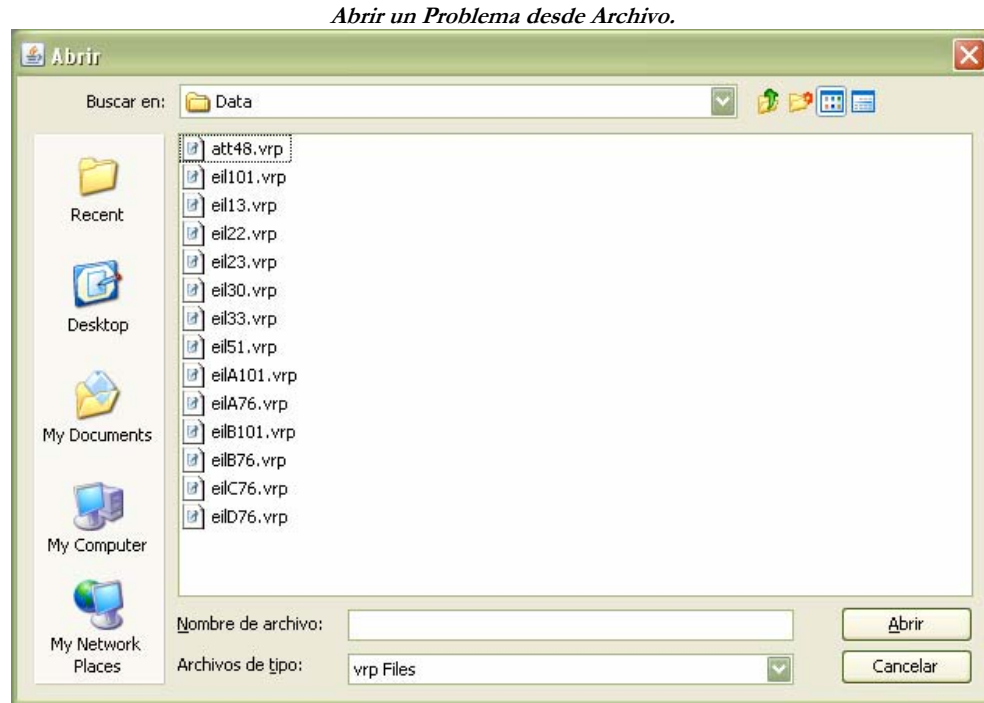 Abrir un Problema desde Archivo.
Abrir
Buscar en:
Data
Recent
Desktop
My Documents
My Computer
My Network
Places
att48.vrp
eil101.vrp
eil13.vrp
eil22.vrp
eil23.vrp
eil30.vrp
eil33.vrp
eil51.vrp
eilA101.vrp
eilA76.vrp
eilB101.vrp
eilB76.vrp
eilC76.vrp
eilD76.vrp
Nombre de archivo:
Abrir
Archivos de tipo:
vrp Files
Cancelar